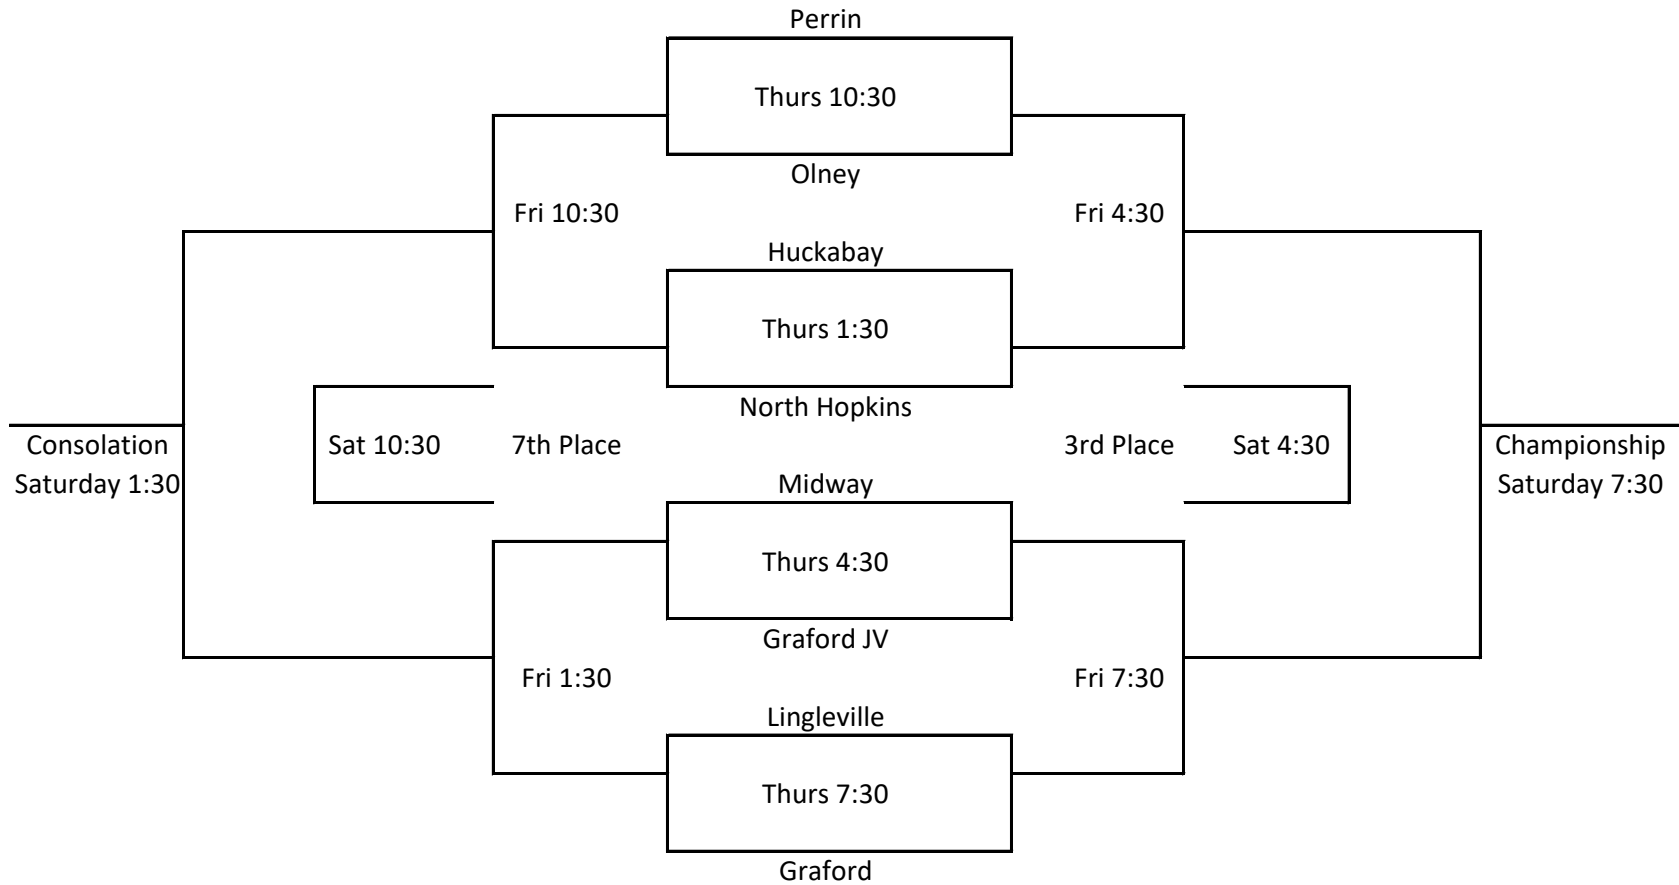 Perrin
Thurs 10:30
Olney
Fri 10:30
Fri 4:30
Huckabay
Thurs 1:30
North Hopkins
Consolation
Saturday 1:30
Sat 10:30
7th Place
3rd Place
Sat 4:30
Championship
Saturday 7:30
Midway
Thurs 4:30
Graford JV
Fri 1:30
Fri 7:30
Lingleville
Thurs 7:30
Graford